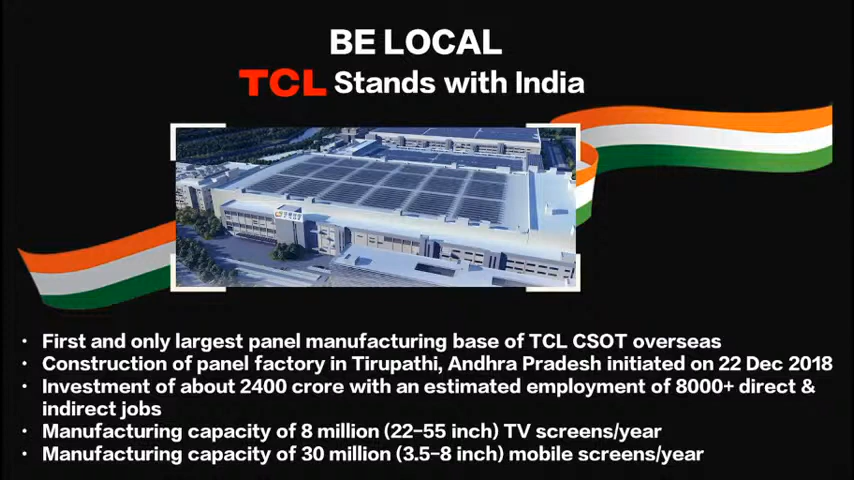 BE LOCAL
TCL Stands with India
• First and only largest panel manufacturing base of TCL CSOT overseas
• Construction of panel factory in Tirupathi, Andhra Pradesh initiated on 22 Dec 2018
• Investment of about 2400 crore with an estimated employment of 8000+ direct &
indirect jobs
• Manufacturing capacity of 8 million (22-55 inch) TV screens/year
• Manufacturing capacity of 30 million (3.5-8 inch) mobile screens/year